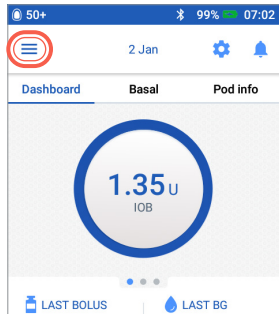 50+ 99% 07:02
2 Jan
Dashboard Basal Pod info
1.35 U
IOB
LAST BOLUS LAST BG